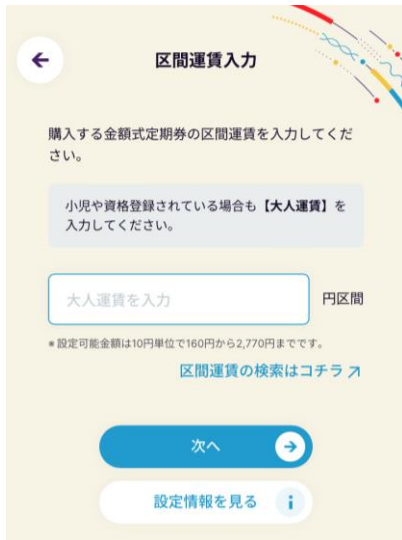 区間運賃入力
購入する金額式定期券の区間運賃を入力してくだ
さい。
小児や資格登録されている場合も【大人運賃】を
入力してください。
大人運賃を入力 円区間
※設定可能金額は10円単位で160円から2,770円までです。
区間運賃の検索はコチラ
次へ
設定情報を見る i